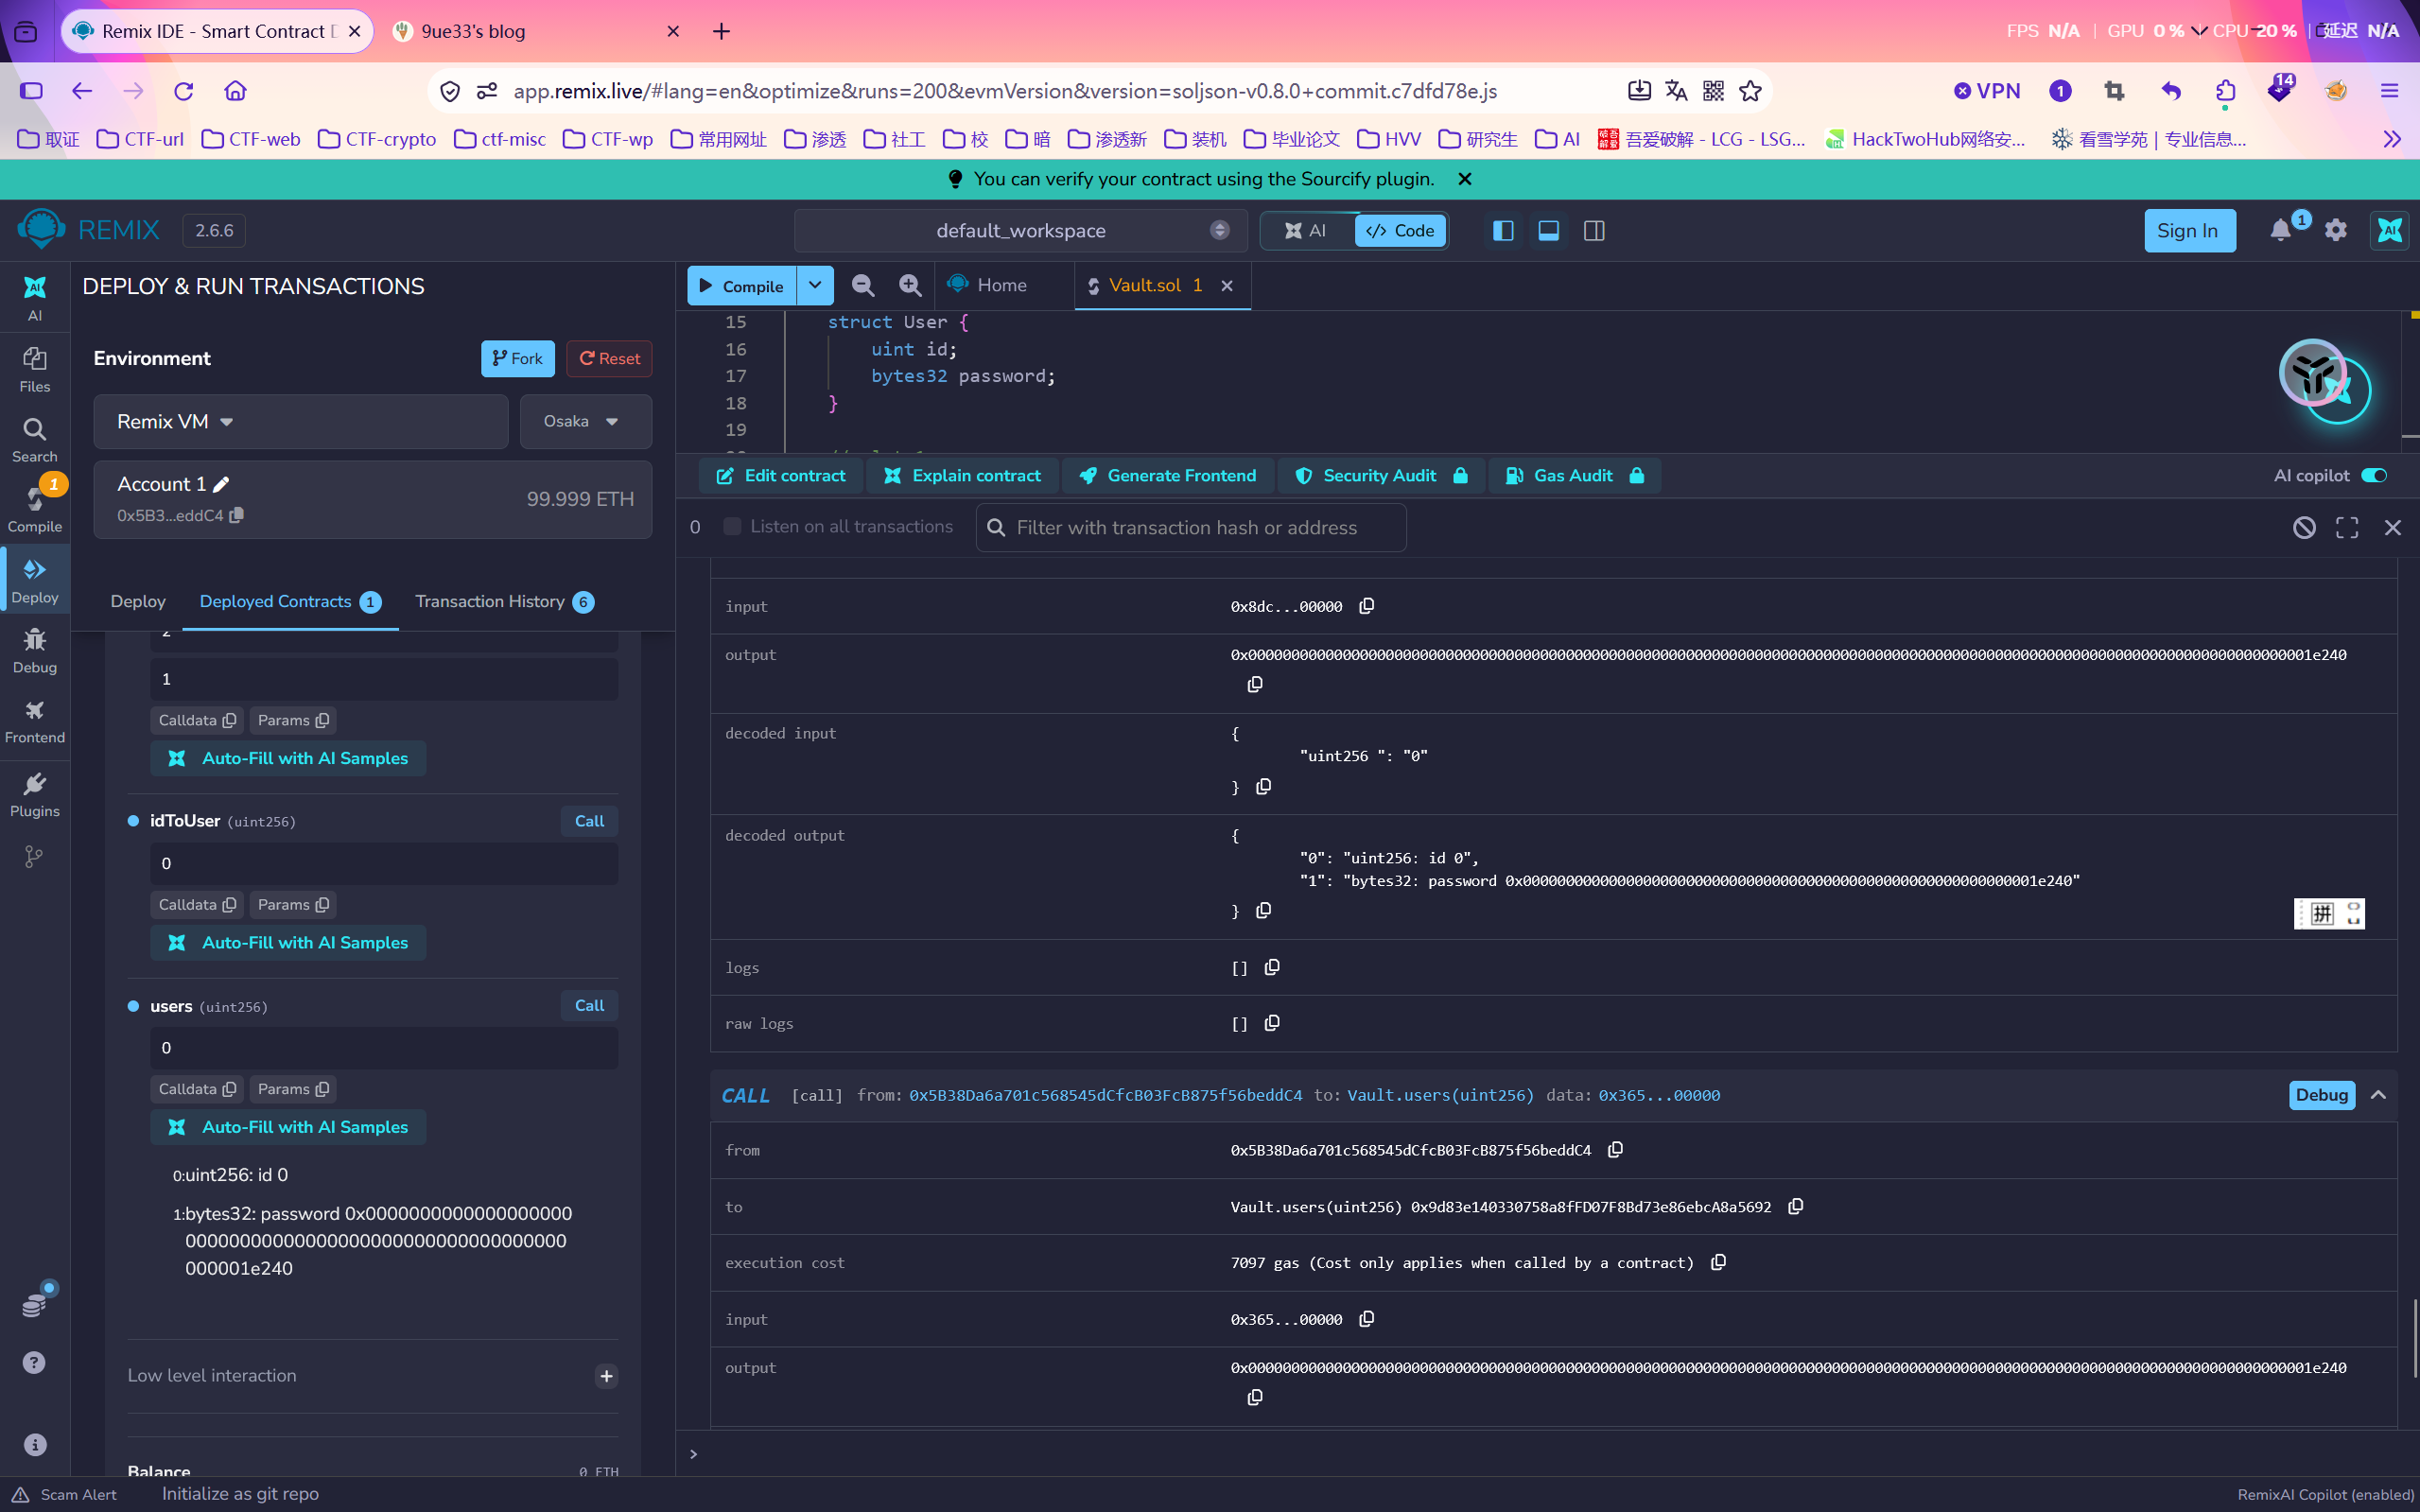 Remix IDE - Smart Contract D
9ue33's blog
FPS N/A | GPU 0 % CPU 20 % | 延迟 N/A
app.remix.live/#lang=en&optimize&runs=200&evmVersion&version=soljson-v0.8.0+commit.c7dfd78e.js
VPN
1
14
取证 CTF-url CTF-web CTF-crypto ctf-misc CTF-wp 常用网址 渗透 社工 校 暗 渗透新 装机 毕业论文 HVV 研究生 AI 吾爱破解 - LCG - LSG... HackTwoHub网络安... 看雪学苑 | 专业信息...
You can verify your contract using the Sourcify plugin.
REMIX 2.6.6
default_workspace
AI
Code
Sign In
1
AI
AI
Files
Search
1
Compile
Deploy
Debug
Frontend
Plugins
DEPLOY & RUN TRANSACTIONS
Environment
Fork
Reset
Remix VM
Osaka
Account 1
0x5B3...eddC4
99.999 ETH
Deploy
Deployed Contracts 1
Transaction History 6
2
1
Calldata Params
Auto-Fill with AI Samples
idToUser (uint256) Call
0
Calldata Params
Auto-Fill with AI Samples
users (uint256) Call
0
Calldata Params
Auto-Fill with AI Samples
0:uint256: id 0
1:bytes32: password 0x0000000000000000000
00000000000000000000000000000000000
000001e240
Low level interaction
Balance 0 ETH
Compile
Home
Vault.sol 1
15 struct User {
16 uint id;
17 bytes32 password;
18 }
19
Edit contract
Explain contract
Generate Frontend
Security Audit
Gas Audit
AI copilot
0
Listen on all transactions
Filter with transaction hash or address
input 0x8dc...00000
output 0x0000000000000000000000000000000000000000000000000000000000000000000000000000000000000000000000000000000000000000000000000001e240
decoded input {
"uint256 ": "0"
}
decoded output {
"0": "uint256: id 0",
"1": "bytes32: password 0x000000000000000000000000000000000000000000000000000000000001e240"
}
拼
logs []
raw logs []
CALL [call] from: 0x5B38Da6a701c568545dCfcB03FcB875f56beddC4 to: Vault.users(uint256) data: 0x365...00000
Debug
from 0x5B38Da6a701c568545dCfcB03FcB875f56beddC4
to Vault.users(uint256) 0x9d83e140330758a8fFD07F8Bd73e86ebcA8a5692
execution cost 7097 gas (Cost only applies when called by a contract)
input 0x365...00000
output 0x0000000000000000000000000000000000000000000000000000000000000000000000000000000000000000000000000000000000000000000000000001e240
>
Scam Alert
Initialize as git repo
RemixAI Copilot (enabled)